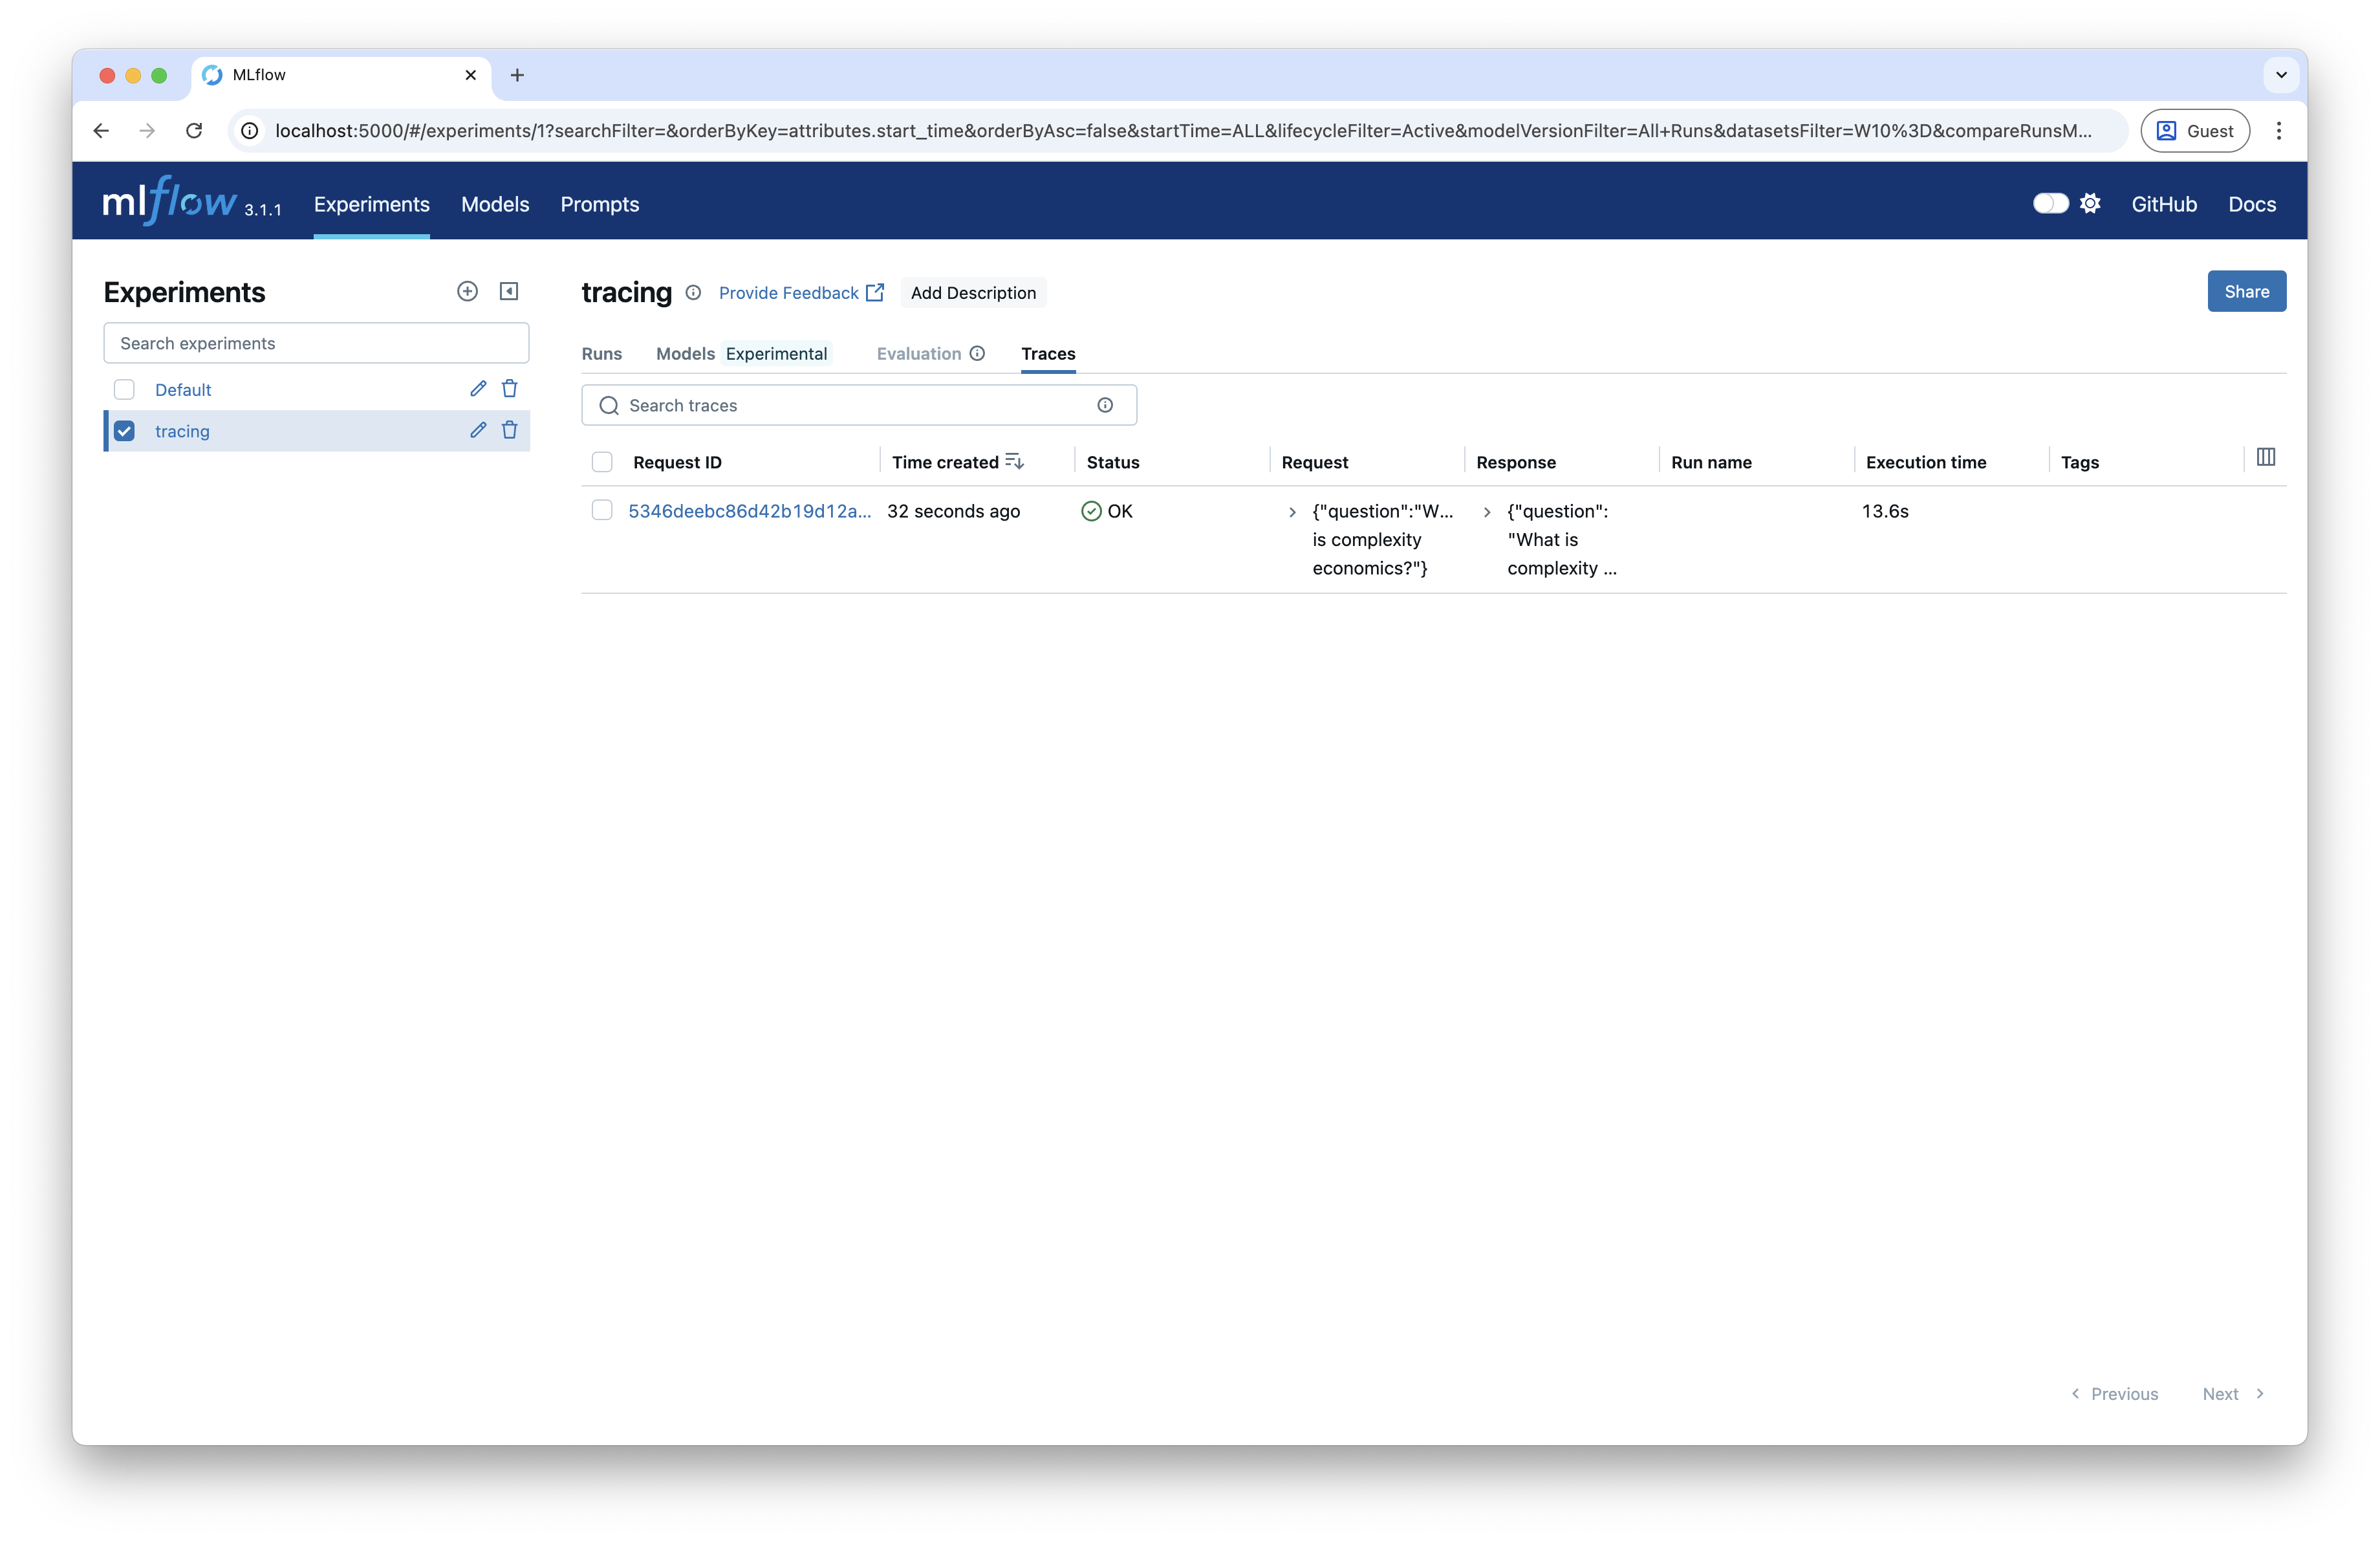 MLflow
localhost:5000/#/experiments/1?searchFilter=&orderByKey=attributes.start_time&orderByAsc=false&startTime=ALL&lifecycleFilter=Active&modelVersionFilter=All+Runs&datasetsFilter=W10%3D&compareRunsM...
Guest
mlflow 3.1.1 Experiments Models Prompts GitHub Docs
Experiments
Search experiments
Default
tracing
tracing Provide Feedback Add Description Share
Runs Models Experimental Evaluation Traces
Search traces
Request ID Time created Status Request Response Run name Execution time Tags
5346deebc86d42b19d12a... 32 seconds ago OK {"question":"W... {"question": 13.6s
is complexity "What is
economics?"} complexity ...
Previous Next